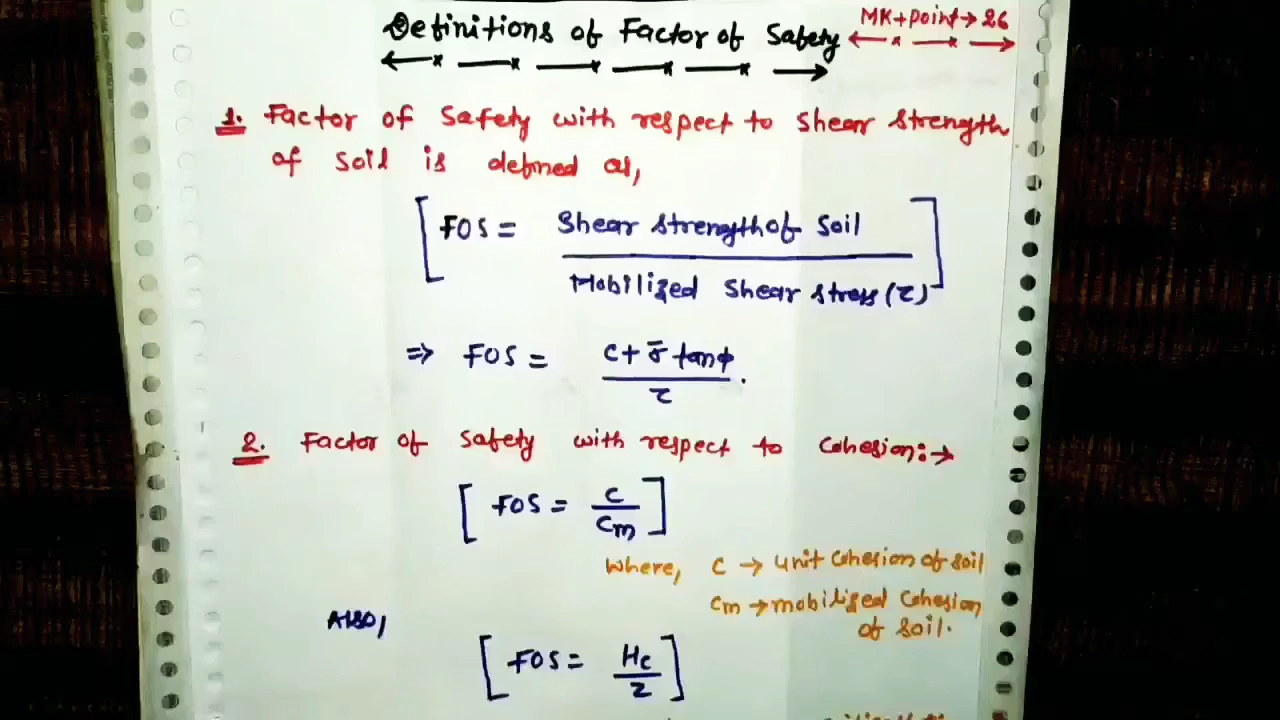 Definitions of Factor of Safety
MK+point→26
1. Factor of Safety with respect to shear strength
of soil is defined as,
[FOS = Shear strength of soil
Mobilized shear stress (τ)]
⇒ FOS = c+σ̄ tanϕ
τ.
2. Factor of safety with respect to cohesion:→
[FOS = c
cm]
where, c → unit cohesion of soil
cm → mobilized cohesion
of soil.
Also,
[FOS = Hc
z]